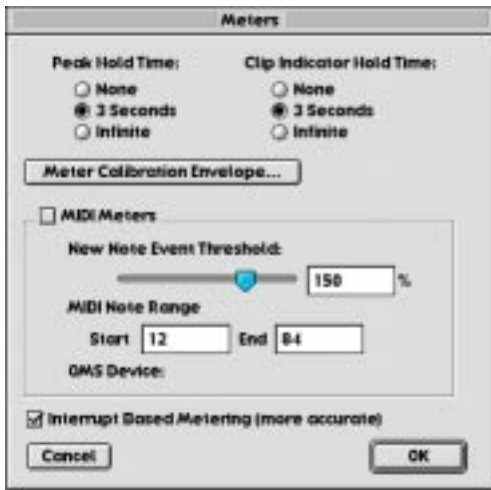 Meters
Peak Hold Time: Clip Indicator Hold Time:
None None
3 Seconds 3 Seconds
Infinite Infinite
Meter Calibration Envelope...
MIDI Meters
New Note Event Threshold:
150 %
MIDI Note Range
Start 12 End 84
OMS Device:
Interrupt Based Metering (more accurate)
Cancel OK